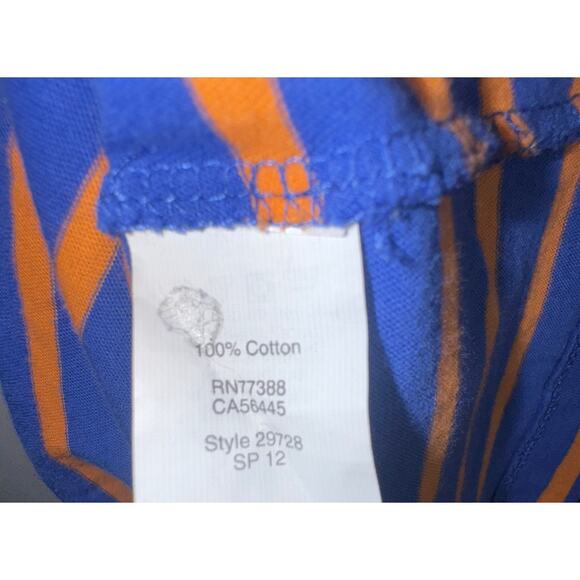 100% Cotton
RN77388
CA56445
Style 29728
SP 12